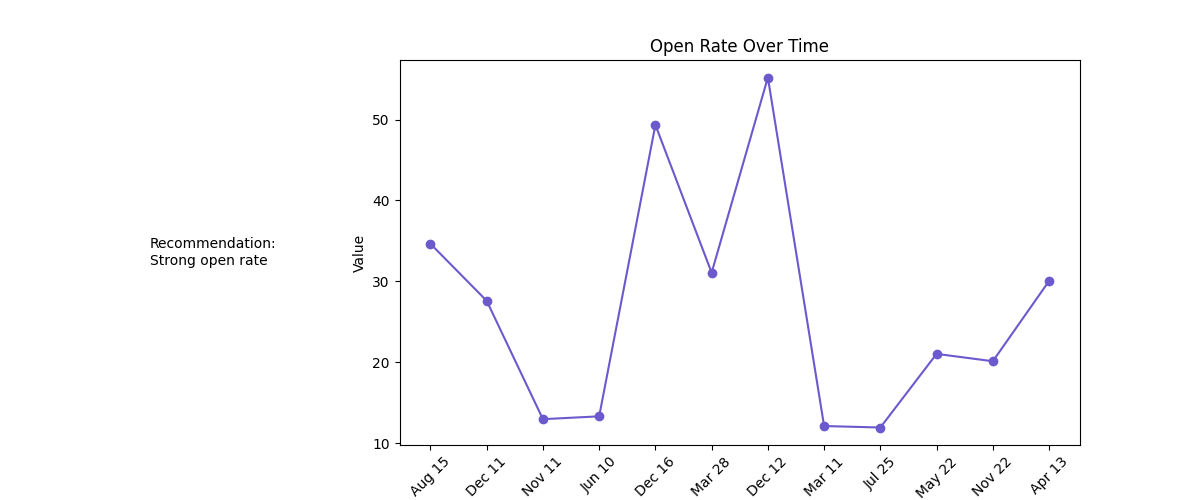 Open Rate Over Time
Recommendation:
Strong open rate
Value
50
40
30
20
10
Aug 15
Dec 11
Nov 11
Jun 10
Dec 16
Mar 28
Dec 12
Mar 11
Jul 25
May 22
Nov 22
Apr 13